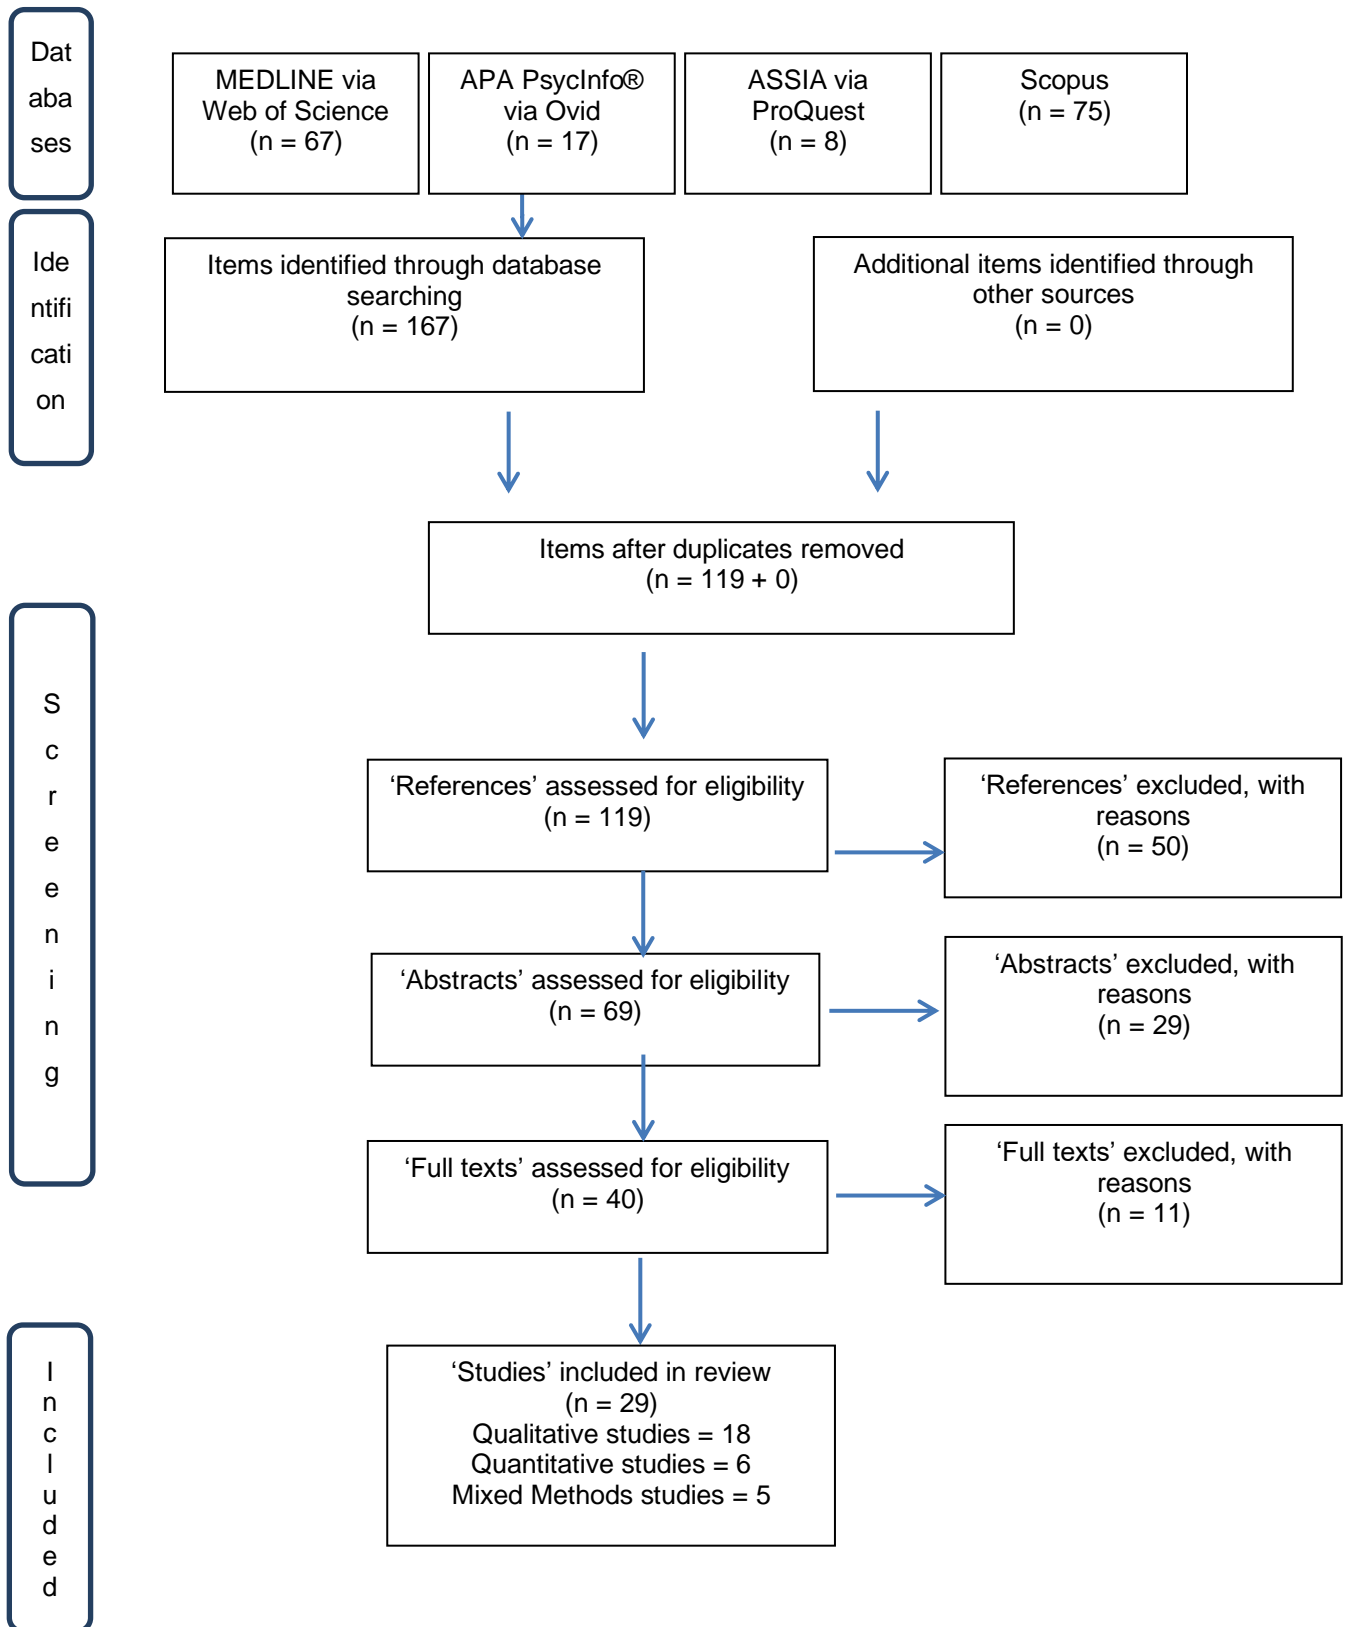 Dat
aba
ses
MEDLINE via
Web of Science
(n = 67)
APA PsycInfo®
via Ovid
(n = 17)
ASSIA via
ProQuest
(n = 8)
Scopus
(n = 75)
Ide
ntifi
cati
on
Items identified through database
searching
(n = 167)
Additional items identified through
other sources
(n = 0)
Items after duplicates removed
(n = 119 + 0)
S
c
r
e
e
n
i
n
g
‘References’ assessed for eligibility
(n = 119)
‘References’ excluded, with
reasons
(n = 50)
‘Abstracts’ assessed for eligibility
(n = 69)
‘Abstracts’ excluded, with
reasons
(n = 29)
‘Full texts’ assessed for eligibility
(n = 40)
‘Full texts’ excluded, with
reasons
(n = 11)
I
n
c
l
u
d
e
d
‘Studies’ included in review
(n = 29)
Qualitative studies = 18
Quantitative studies = 6
Mixed Methods studies = 5